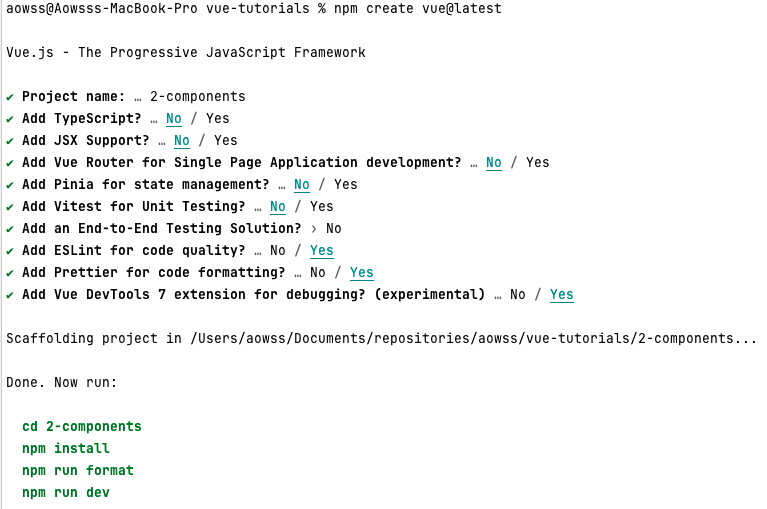 aowss@Aowsss-MacBook-Pro vue-tutorials % npm create vue@latest
Vue.js - The Progressive JavaScript Framework
✔ Project name: … 2-components
✔ Add TypeScript? … No / Yes
✔ Add JSX Support? … No / Yes
✔ Add Vue Router for Single Page Application development? … No / Yes
✔ Add Pinia for state management? … No / Yes
✔ Add Vitest for Unit Testing? … No / Yes
✔ Add an End-to-End Testing Solution? › No
✔ Add ESLint for code quality? … No / Yes
✔ Add Prettier for code formatting? … No / Yes
✔ Add Vue DevTools 7 extension for debugging? (experimental) … No / Yes
Scaffolding project in /Users/aowss/Documents/repositories/aowss/vue-tutorials/2-components...
Done. Now run:
cd 2-components
npm install
npm run format
npm run dev